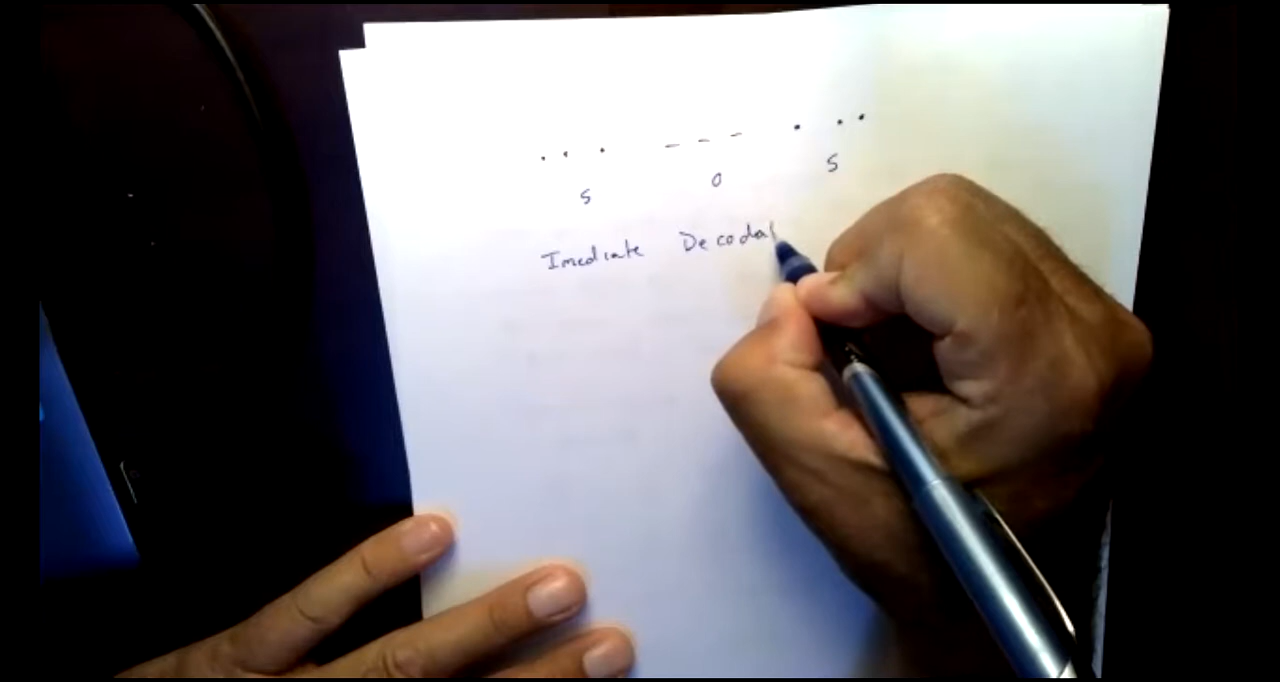 . . . _ _ _ . . .
S O S
Imediate Decodal